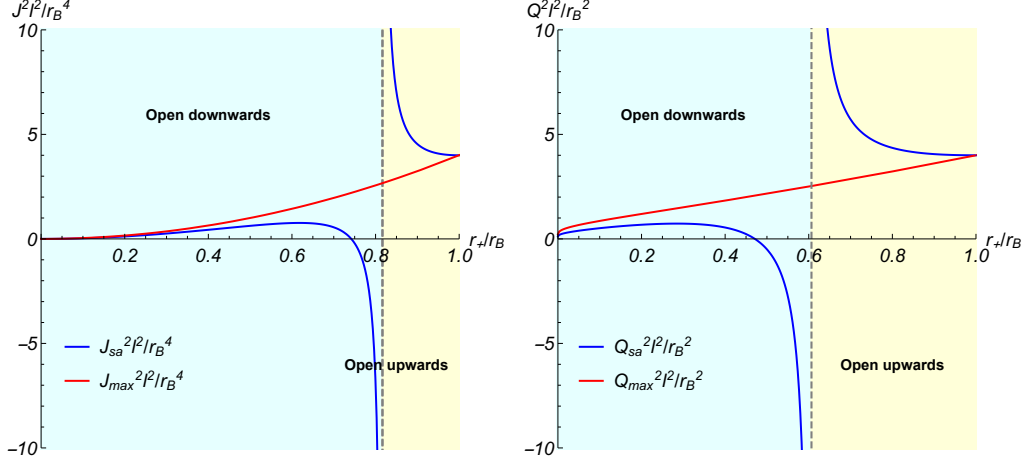 J²l²/r_B⁴
10
5
0
−5
−10
0.2 0.4 0.6 0.8 1.0
r₊/r_B
Open downwards
Open upwards
J_sa²l²/r_B⁴
J_max²l²/r_B⁴
Q²l²/r_B²
10
5
0
−5
−10
0.2 0.4 0.6 0.8 1.0
r₊/r_B
Open downwards
Open upwards
Q_sa²l²/r_B²
Q_max²l²/r_B²